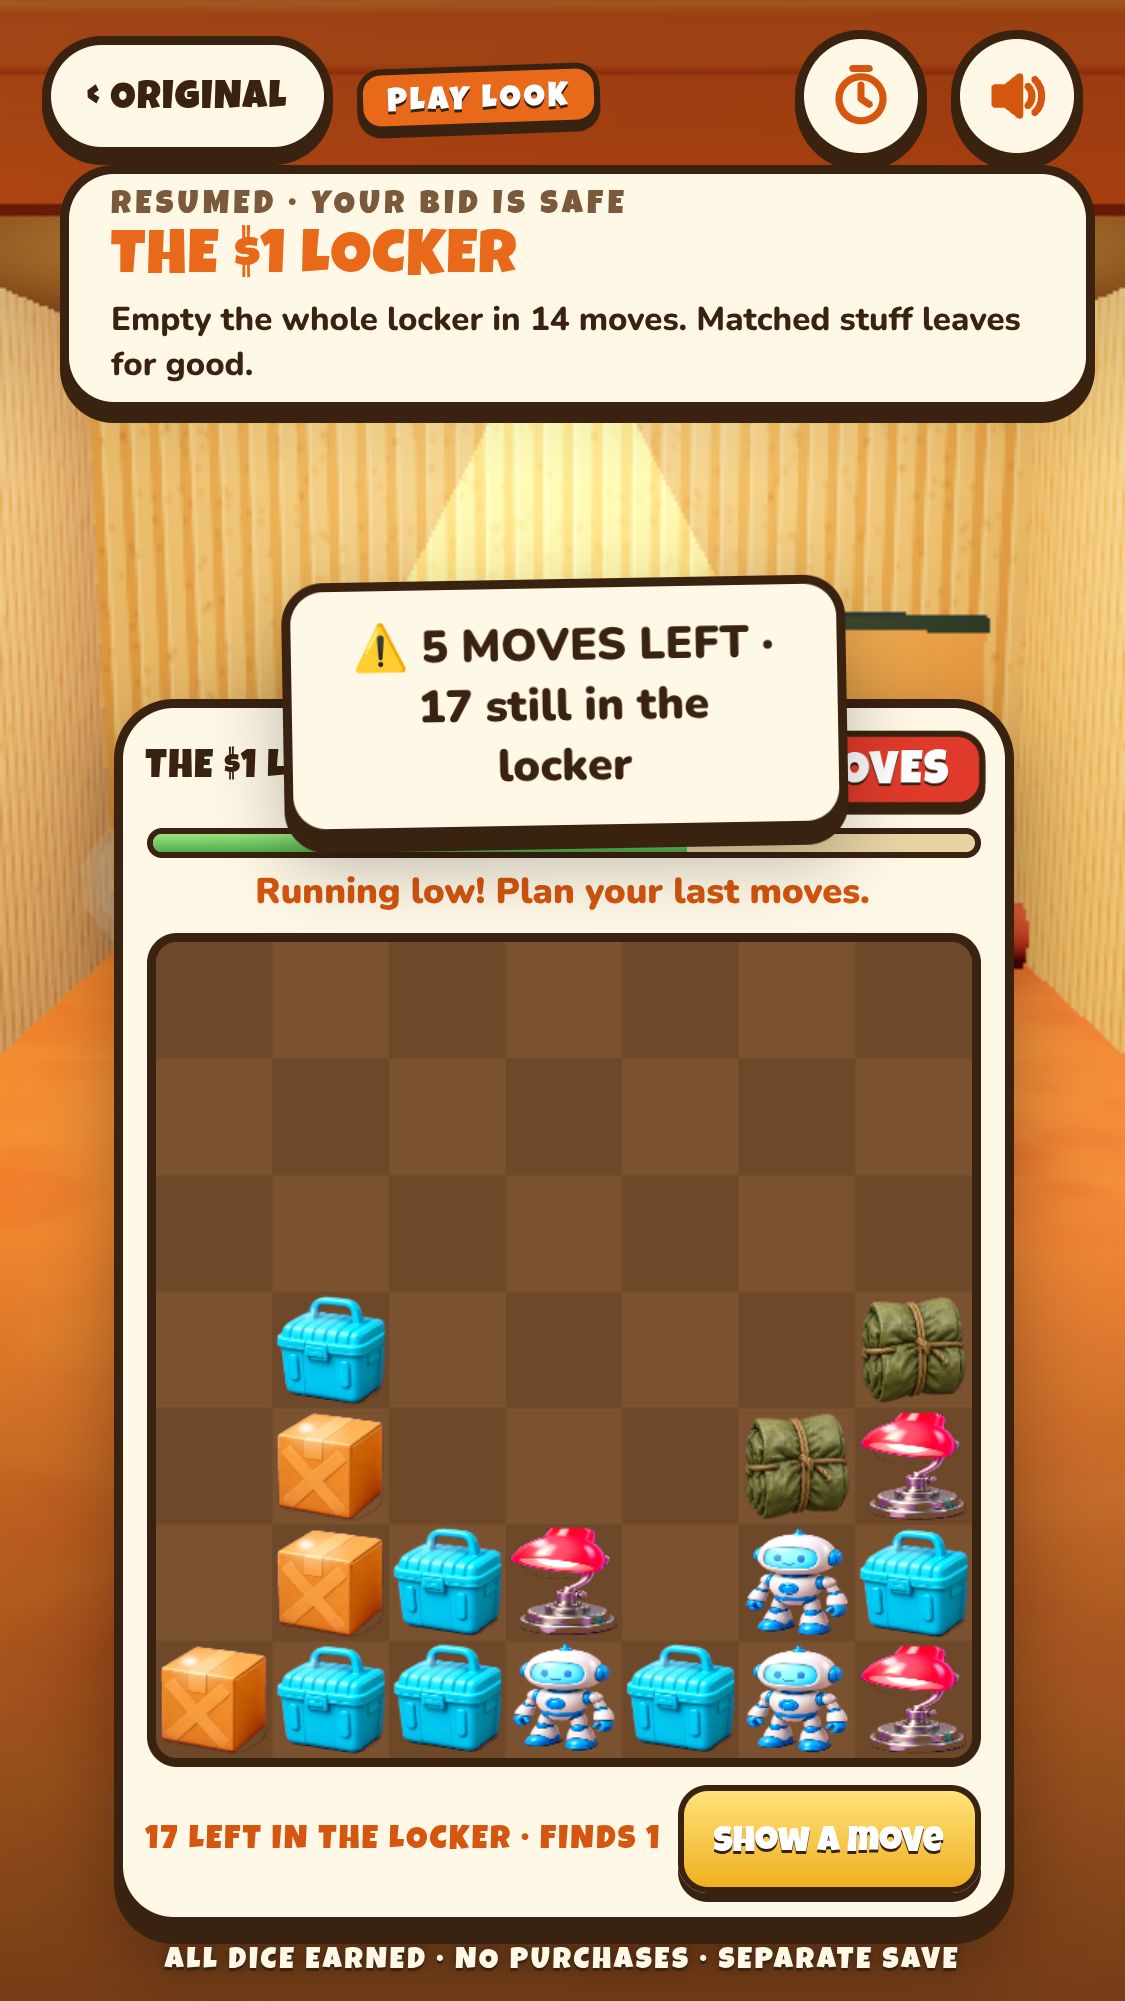 ‹ ORIGINAL
PLAY LOOK
RESUMED · YOUR BID IS SAFE
THE $1 LOCKER
Empty the whole locker in 14 moves. Matched stuff leaves
for good.
⚠️ 5 MOVES LEFT ·
17 still in the
locker
THE $1 L
OVES
Running low! Plan your last moves.
17 LEFT IN THE LOCKER · FINDS 1
SHOW A MOVE
ALL DICE EARNED · NO PURCHASES · SEPARATE SAVE